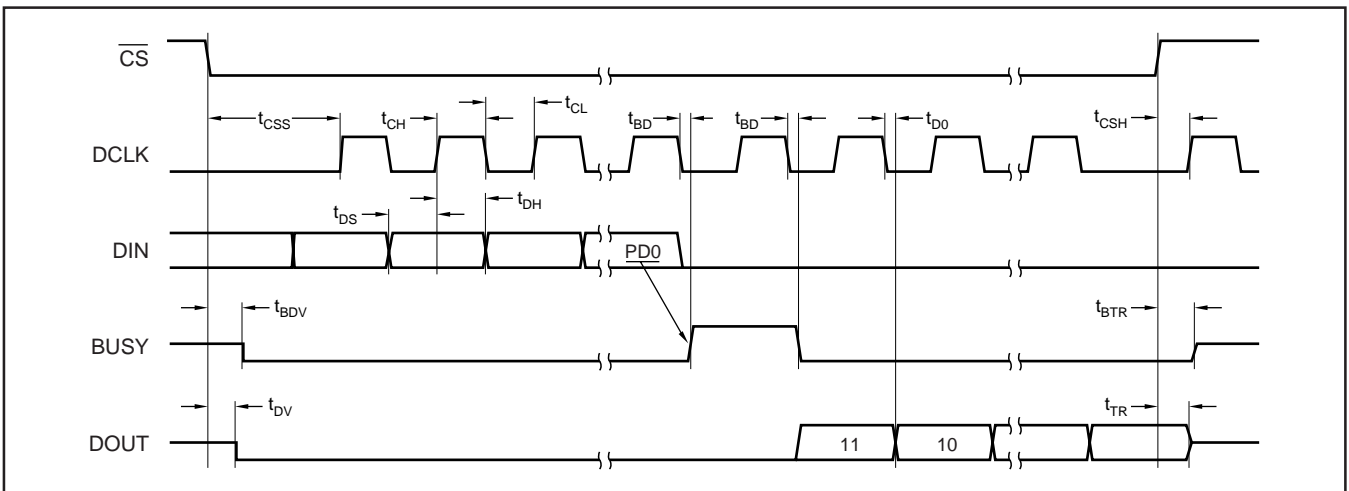 CS
tCSS
tCH
tCL
tBD
tBD
tD0
tCSH
DCLK
tDS
tDH
DIN
PD0
tBDV
tBTR
BUSY
tDV
tTR
DOUT
11
10